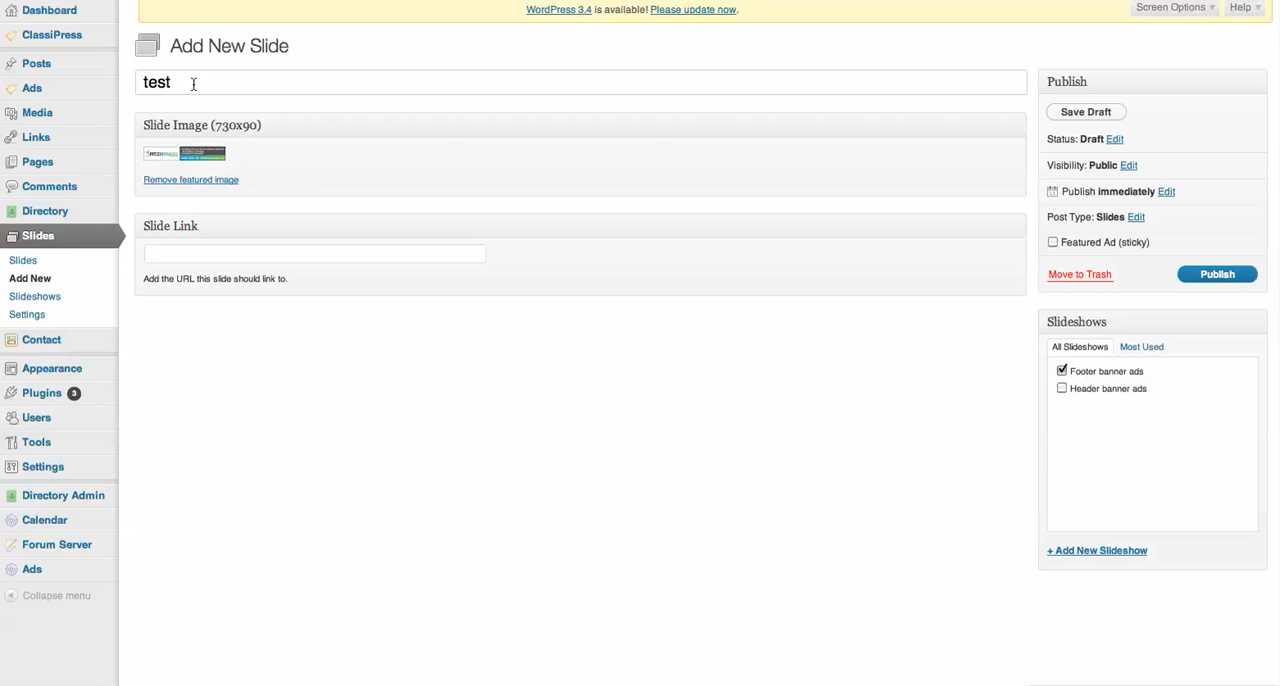 WordPress 3.4 is available! Please update now.
Screen Options
Help
Dashboard
ClassiPress
Posts
Ads
Media
Links
Pages
Comments
Directory
Slides
Slides
Add New
Slideshows
Settings
Contact
Appearance
Plugins 3
Users
Tools
Settings
Directory Admin
Calendar
Forum Server
Ads
Collapse menu
Add New Slide
test
Slide Image (730x90)
Remove featured image
Slide Link
Add the URL this slide should link to.
Publish
Save Draft
Status: Draft Edit
Visibility: Public Edit
Publish immediately Edit
Post Type: Slides Edit
Featured Ad (sticky)
Move to Trash
Publish
Slideshows
All Slideshows
Most Used
Footer banner ads
Header banner ads
+ Add New Slideshow